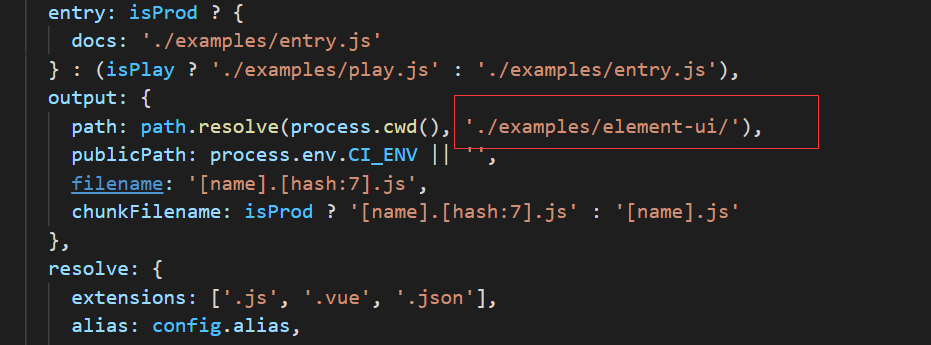 entry: isProd ? {
docs: './examples/entry.js'
} : (isPlay ? './examples/play.js' : './examples/entry.js'),
output: {
path: path.resolve(process.cwd(), './examples/element-ui/'),
publicPath: process.env.CI_ENV || '',
filename: '[name].[hash:7].js',
chunkFilename: isProd ? '[name].[hash:7].js' : '[name].js'
},
resolve: {
extensions: ['.js', '.vue', '.json'],
alias: config.alias,